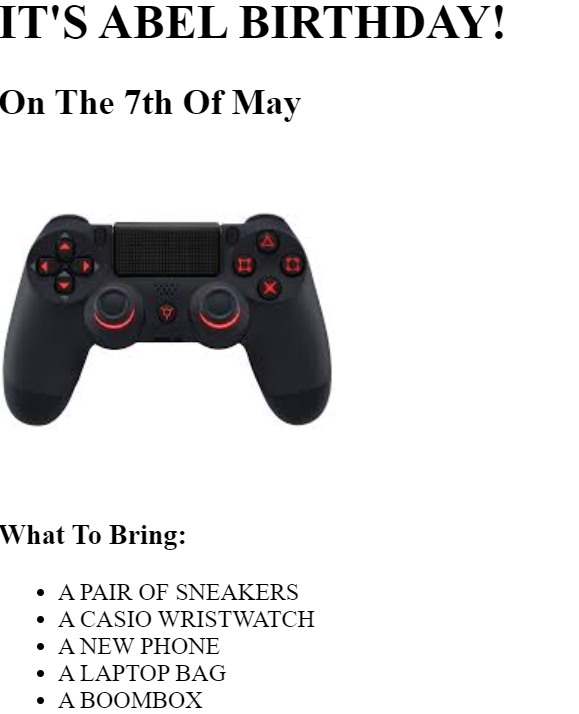 IT'S ABEL BIRTHDAY!
On The 7th Of May
What To Bring:
A PAIR OF SNEAKERS
A CASIO WRISTWATCH
A NEW PHONE
A LAPTOP BAG
A BOOMBOX